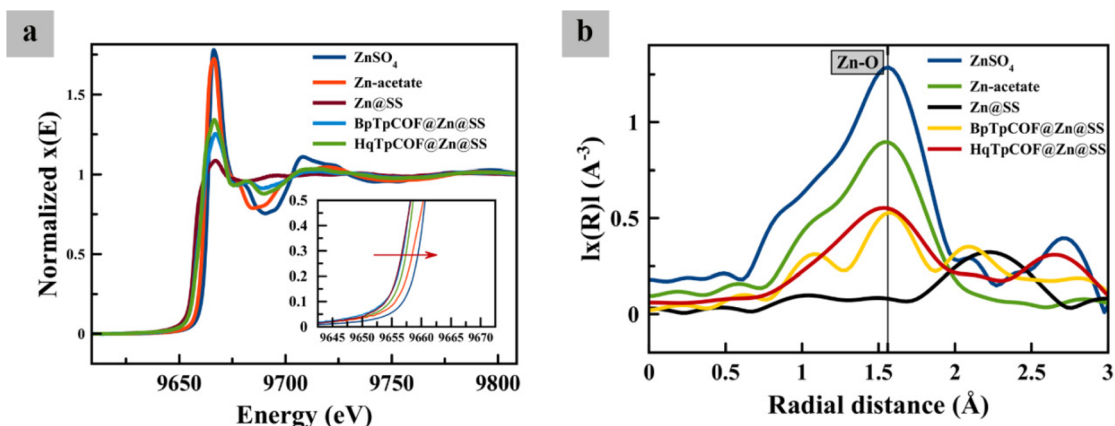 a
Normalized x(E)
1.5
1
0.5
0
ZnSO4
Zn-acetate
Zn@SS
BpTpCOF@Zn@SS
HqTpCOF@Zn@SS
0.5
0.4
0.3
0.2
0.1
0
9645 9650 9655 9660 9665 9670
9650 9700 9750 9800
Energy (eV)
b
Ix(R)l (A-3)
1
0.5
0
Zn-O
ZnSO4
Zn-acetate
Zn@SS
BpTpCOF@Zn@SS
HqTpCOF@Zn@SS
0 0.5 1 1.5 2 2.5 3
Radial distance (Å)